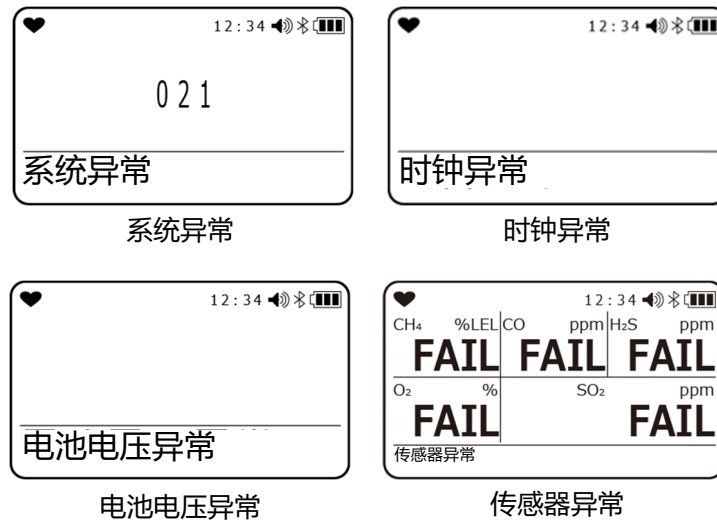 12:34
12:34
021
系统异常
时钟异常
系统异常
时钟异常
12:34
12:34
CH₄ %LEL CO ppm H₂S ppm
FAIL FAIL FAIL
O₂ % SO₂ ppm
FAIL FAIL
电池电压异常
传感器异常
电池电压异常
传感器异常